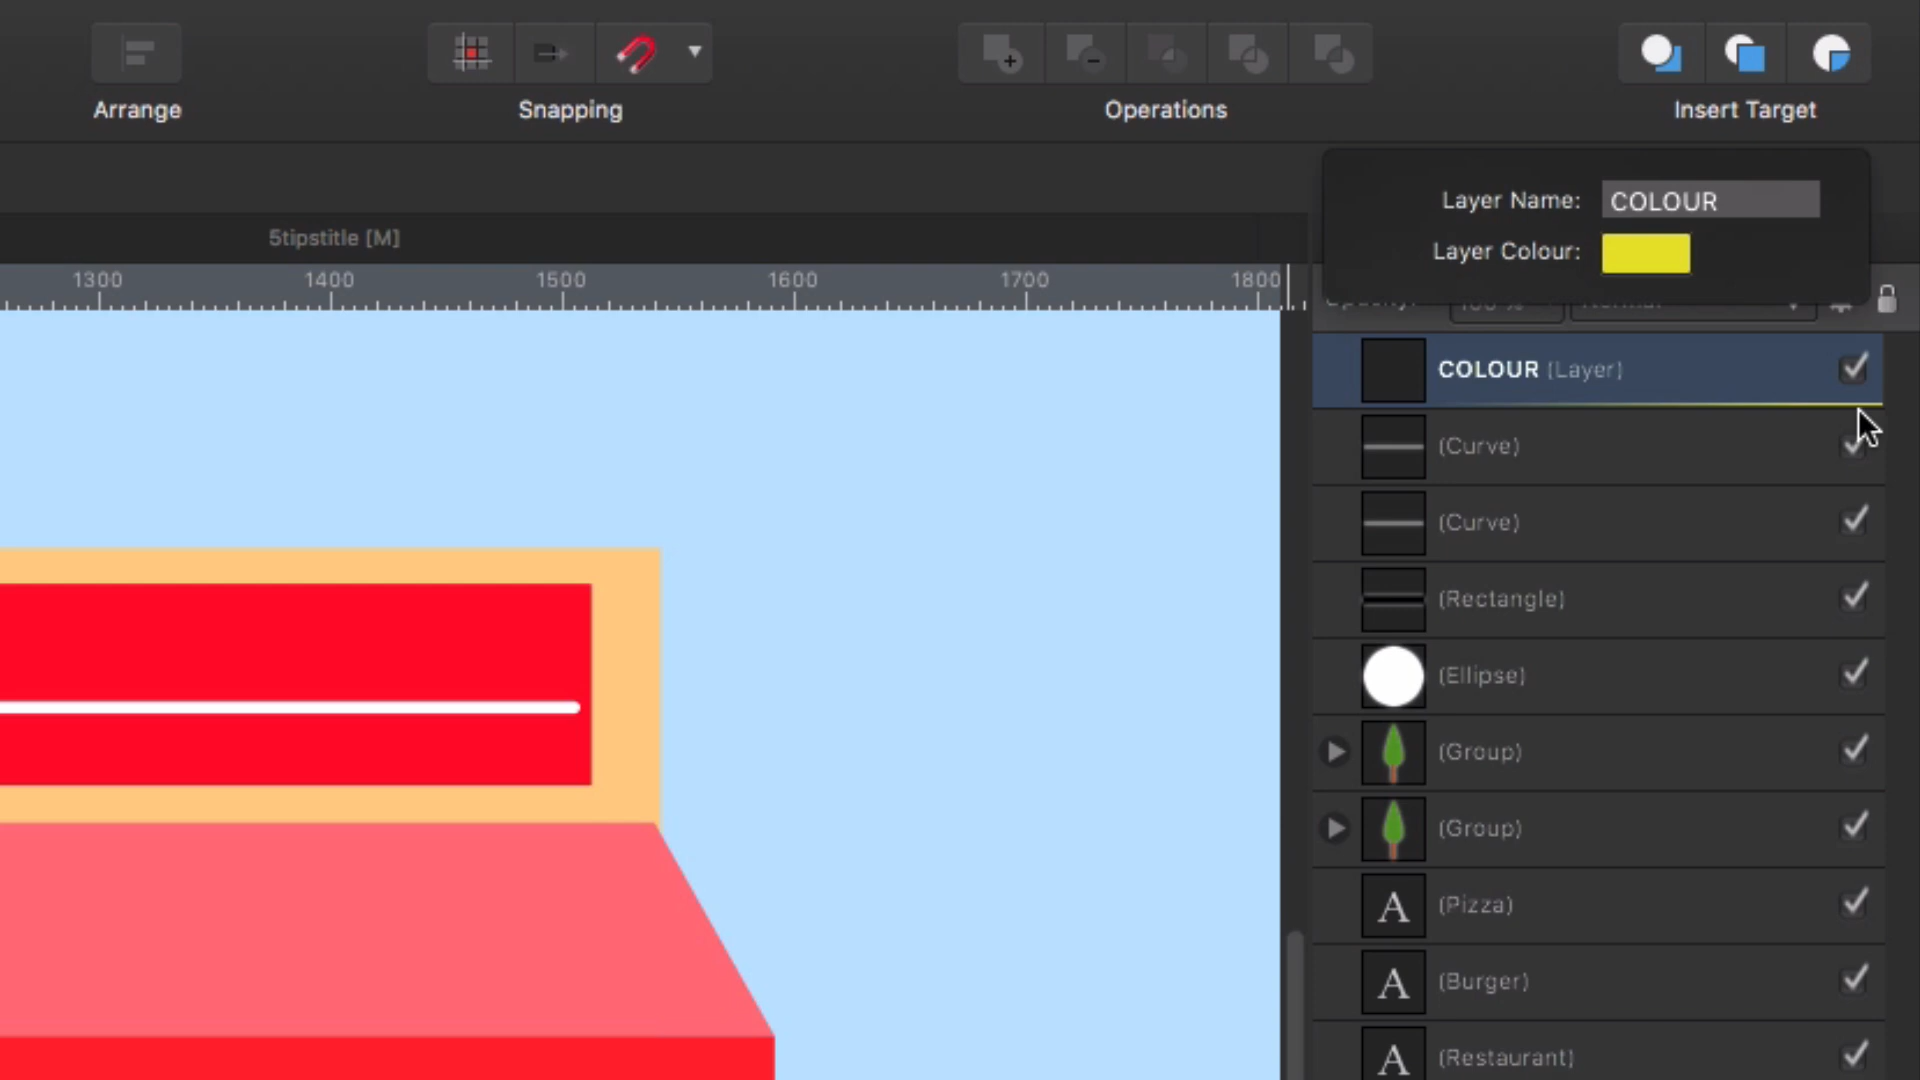 Arrange
Snapping
Operations
Insert Target
Layer Name: COLOUR
Layer Colour:
5tipstitle [M]
1300 1400 1500 1600 1700 1800
COLOUR (Layer)
(Curve)
(Curve)
(Rectangle)
(Ellipse)
(Group)
(Group)
A (Pizza)
A (Burger)
A (Restaurant)